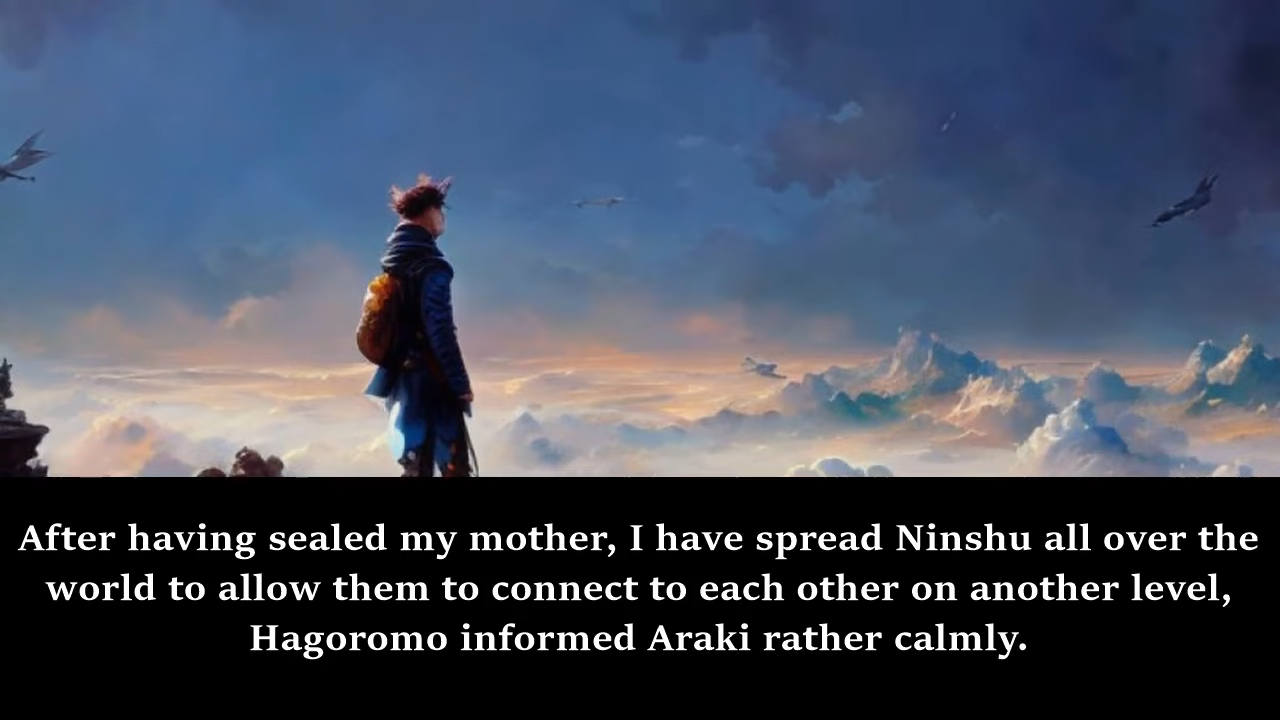 After having sealed my mother, I have spread Ninshu all over the
world to allow them to connect to each other on another level,
Hagoromo informed Araki rather calmly.